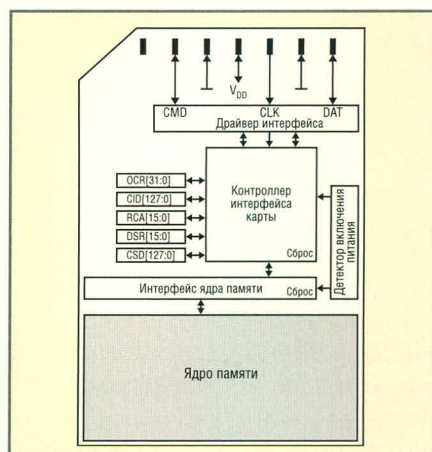 V_DD
CMD CLK DAT
Драйвер интерфейса
OCR[31:0]
CID[127:0]
RCA[15:0]
DSR[15:0]
CSD[127:0]
Контроллер
интерфейса
карты
Сброс
Детектор включения
питания
Интерфейс ядра памяти
Сброс
Ядро памяти